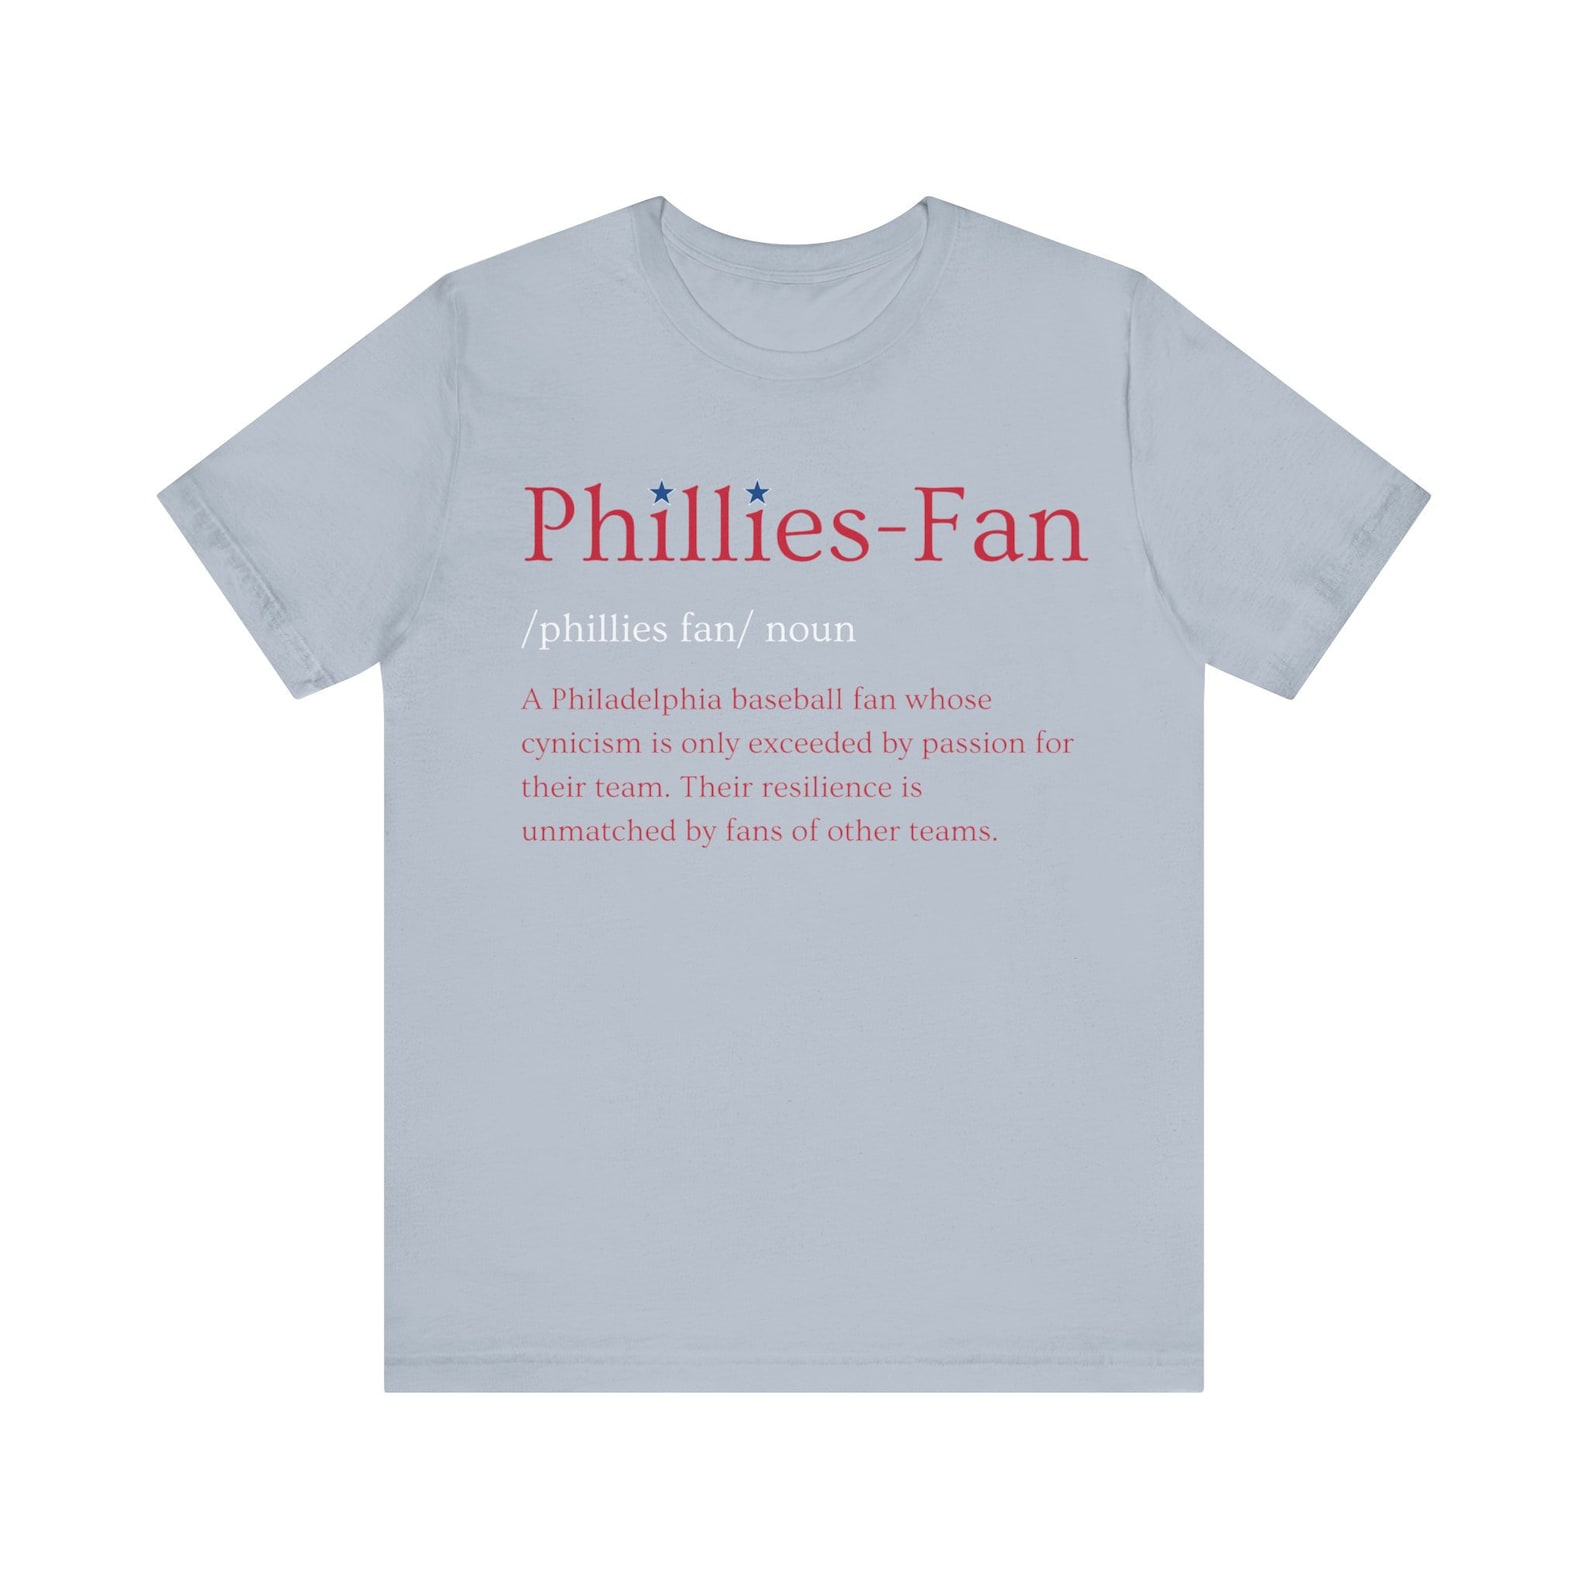 Phillies-Fan
/phillies fan/ noun
A Philadelphia baseball fan whose
cynicism is only exceeded by passion for
their team. Their resilience is
unmatched by fans of other teams.